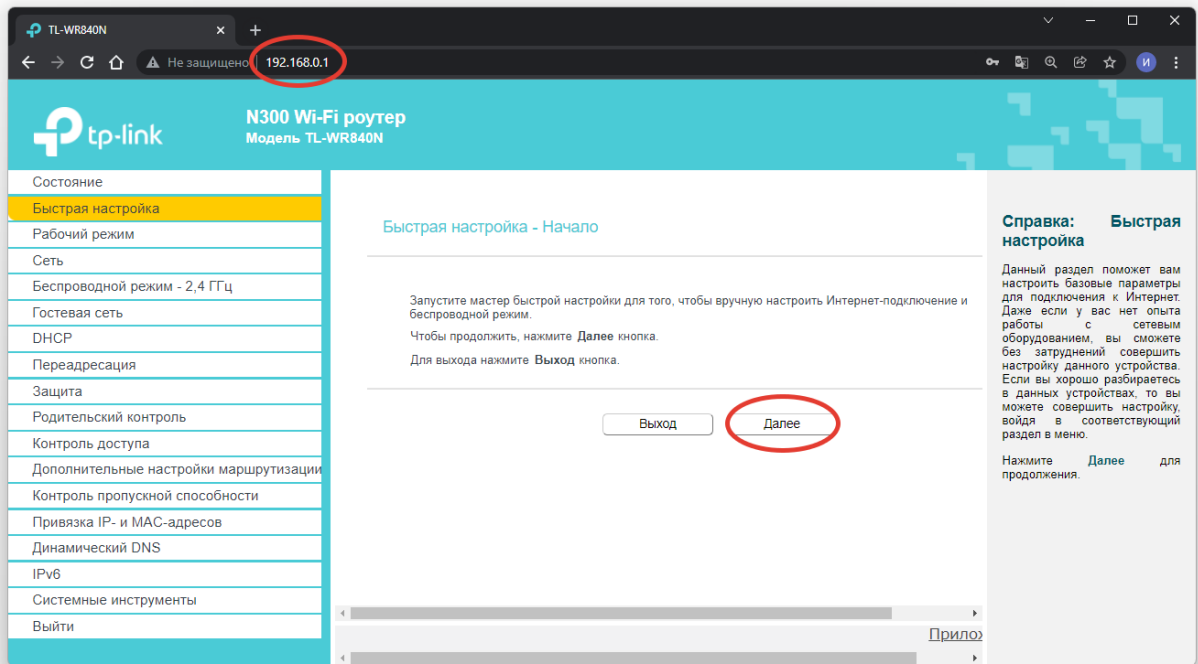 TL-WR840N
Не защищено
192.168.0.1
И
tp-link
N300 Wi-Fi роутер
Модель TL-WR840N
Состояние
Быстрая настройка
Рабочий режим
Сеть
Беспроводной режим - 2,4 ГГц
Гостевая сеть
DHCP
Переадресация
Защита
Родительский контроль
Контроль доступа
Дополнительные настройки маршрутизации
Контроль пропускной способности
Привязка IP- и MAC-адресов
Динамический DNS
IPv6
Системные инструменты
Выйти
Быстрая настройка - Начало
Запустите мастер быстрой настройки для того, чтобы вручную настроить Интернет-подключение и
беспроводной режим.
Чтобы продолжить, нажмите Далее кнопка.
Для выхода нажмите Выход кнопка.
Выход
Далее
Прилож
Справка: Быстрая
настройка
Данный раздел поможет вам
настроить базовые параметры
для подключения к Интернет.
Даже если у вас нет опыта
работы с сетевым
оборудованием, вы сможете
без затруднений совершить
настройку данного устройства.
Если вы хорошо разбираетесь
в данных устройствах, то вы
можете совершить настройку,
войдя в соответствующий
раздел в меню.
Нажмите Далее для
продолжения.